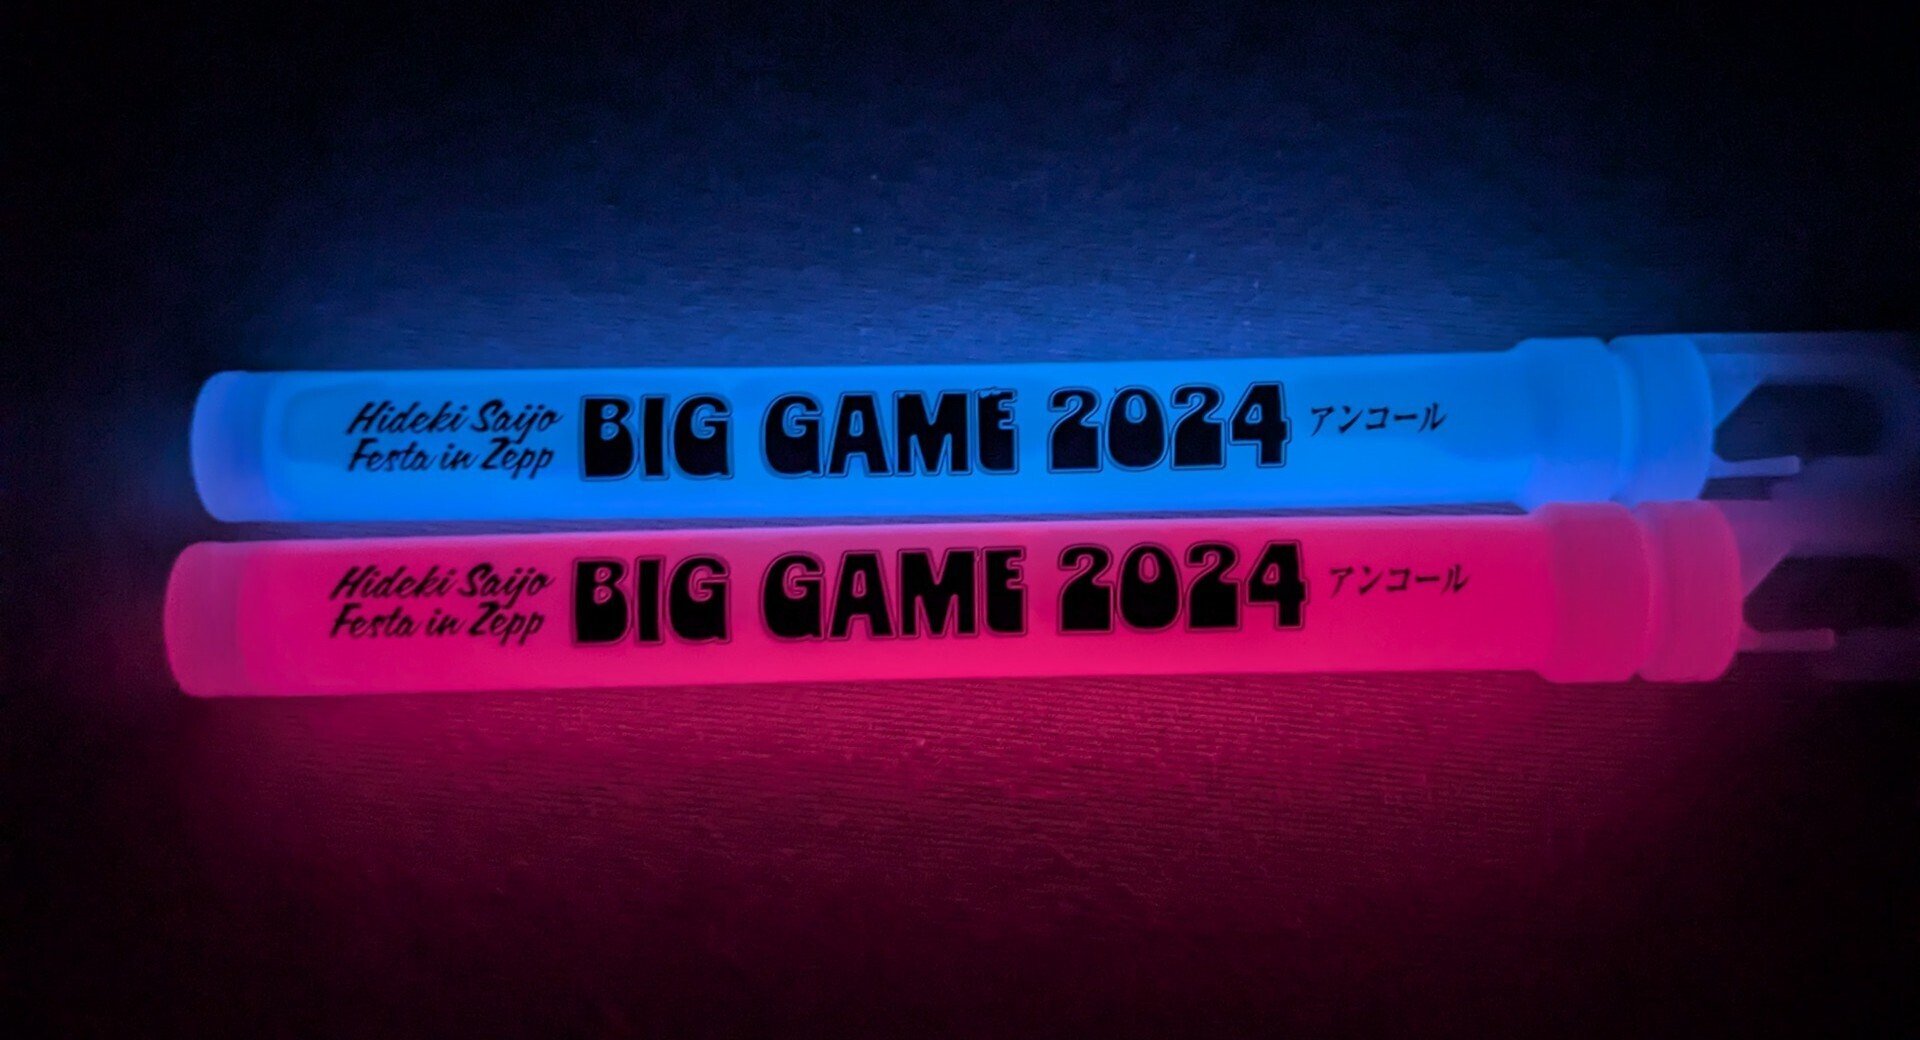 Hideki Saijo
Festa in Zepp
BIG GAME 2024
アンコール
Hideki Saijo
Festa in Zepp
BIG GAME 2024
アンコール